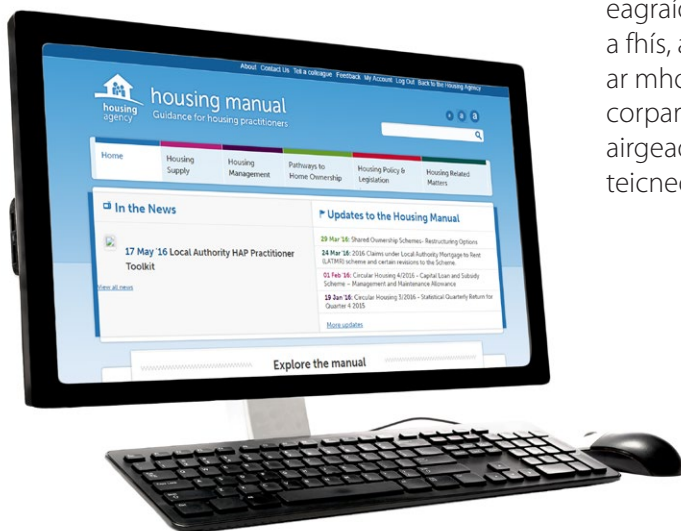 About Contact Us Tell a colleague Feedback My Account Log Out Back to the Housing Agency
housing
agency
housing manual
Guidance for housing practitioners
a a a
Home
Housing
Supply
Housing
Management
Pathways to
Home Ownership
Housing Policy &
Legislation
Housing Related
Matters
In the News
17 May '16 Local Authority HAP Practitioner
Toolkit
View all news
Updates to the Housing Manual
29 Mar '16: Shared Ownership Schemes- Restructuring Options
24 Mar '16: 2016 Claims under Local Authority Mortgage to Rent
(LATMR) scheme and certain revisions to the Scheme.
01 Feb '16: Circular Housing 4/2016 - Capital Loan and Subsidy
Scheme – Management and Maintenance Allowance
19 Jan '16: Circular Housing 3/2016 - Statistical Quarterly Return for
Quarter 4 2015
More updates
Explore the manual
a fhís, a